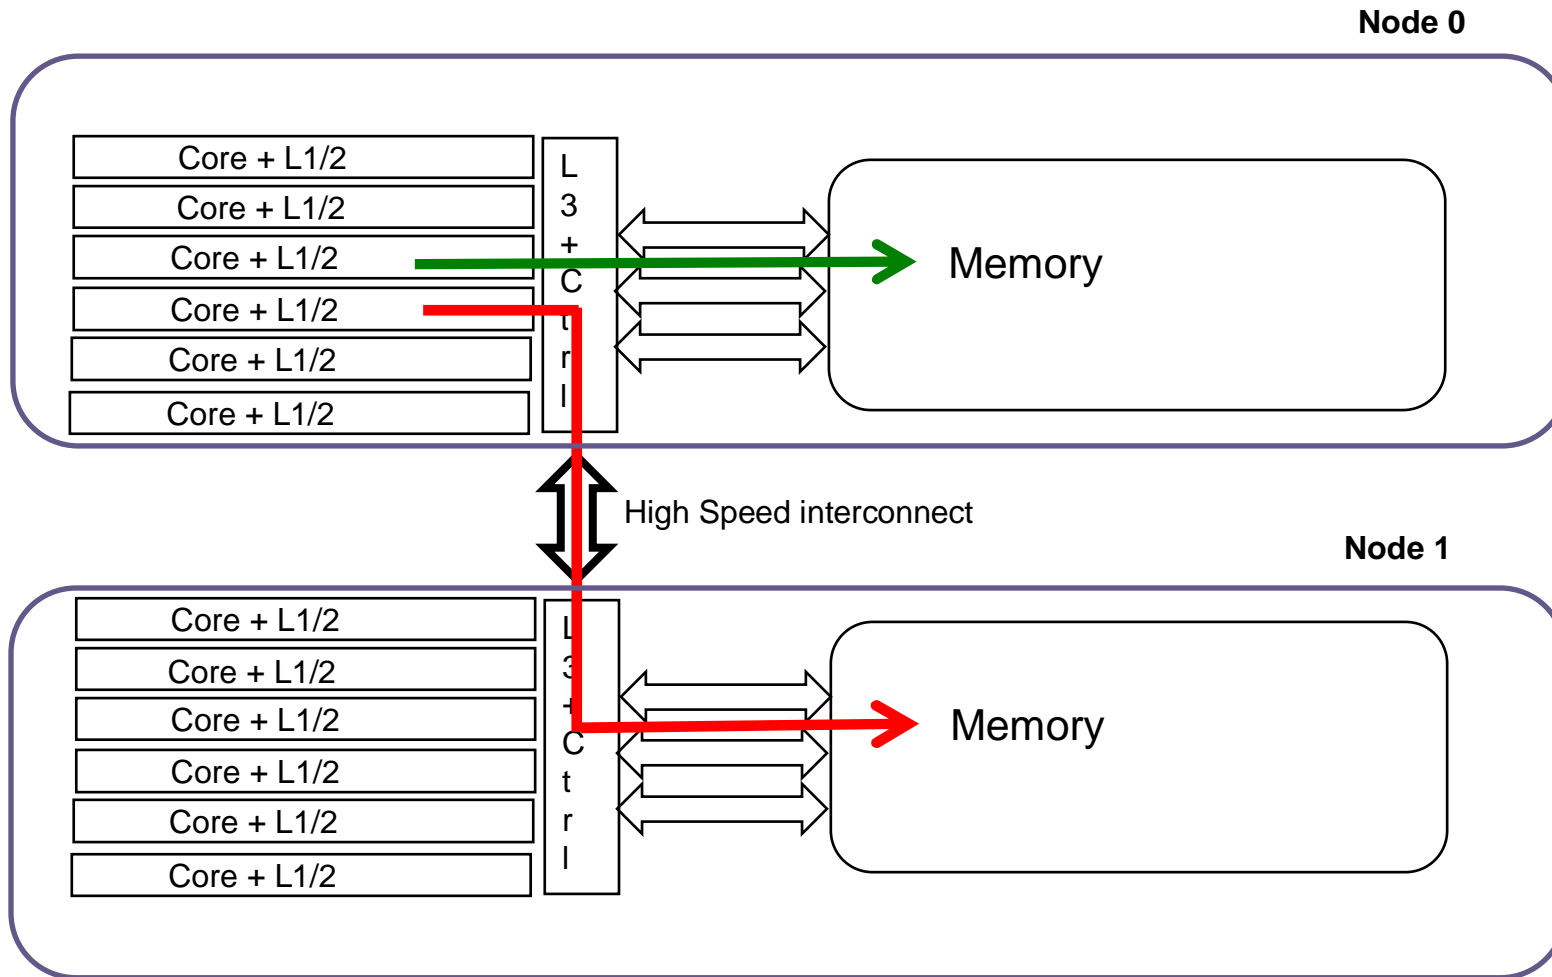 Node 0
Core + L1/2
Core + L1/2
Core + L1/2
Core + L1/2
Core + L1/2
Core + L1/2
L
3
+
C
t
r
l
Memory
High Speed interconnect
Node 1
Core + L1/2
Core + L1/2
Core + L1/2
Core + L1/2
Core + L1/2
Core + L1/2
L
3
+
C
t
r
l
Memory